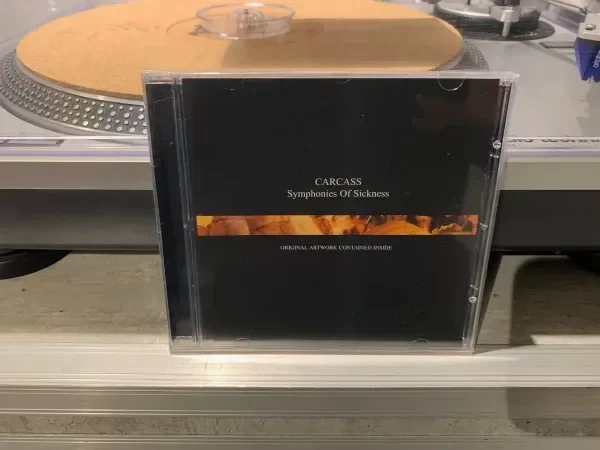 CARCASS
Symphonies Of Sickness
ORIGINAL ARTWORK CONTAINED INSIDE